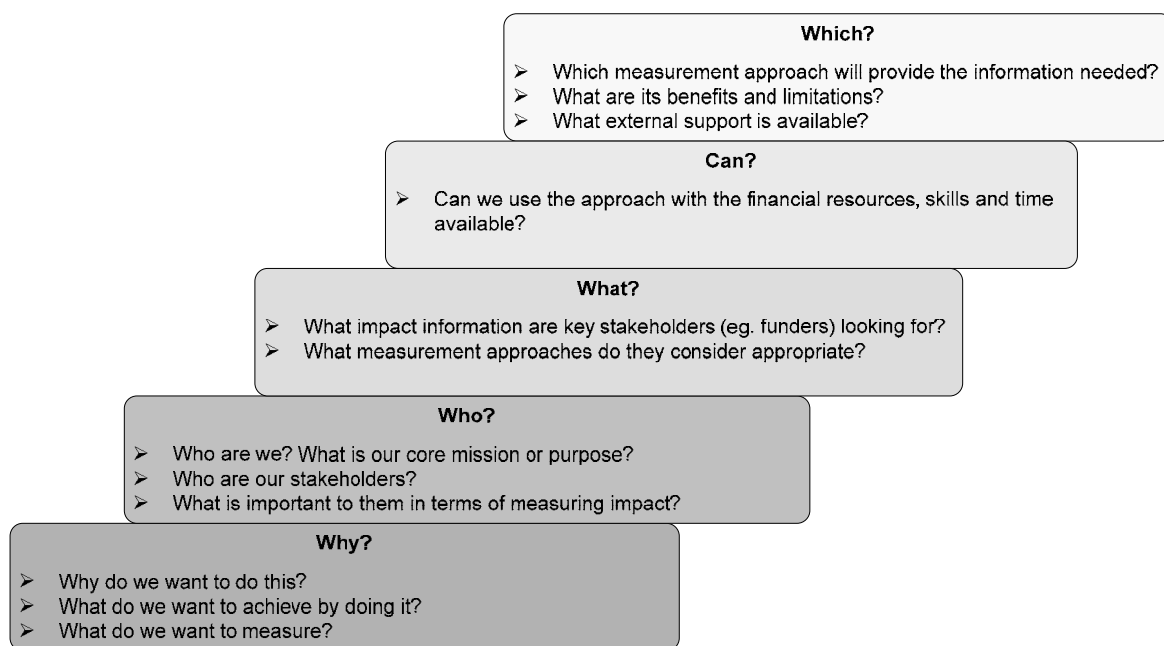 Which?
➢ Which measurement approach will provide the information needed?
➢ What are its benefits and limitations?
➢ What external support is available?
Can?
➢ Can we use the approach with the financial resources, skills and time
available?
What?
➢ What impact information are key stakeholders (eg. funders) looking for?
➢ What measurement approaches do they consider appropriate?
Who?
➢ Who are we? What is our core mission or purpose?
➢ Who are our stakeholders?
➢ What is important to them in terms of measuring impact?
Why?
➢ Why do we want to do this?
➢ What do we want to achieve by doing it?
➢ What do we want to measure?